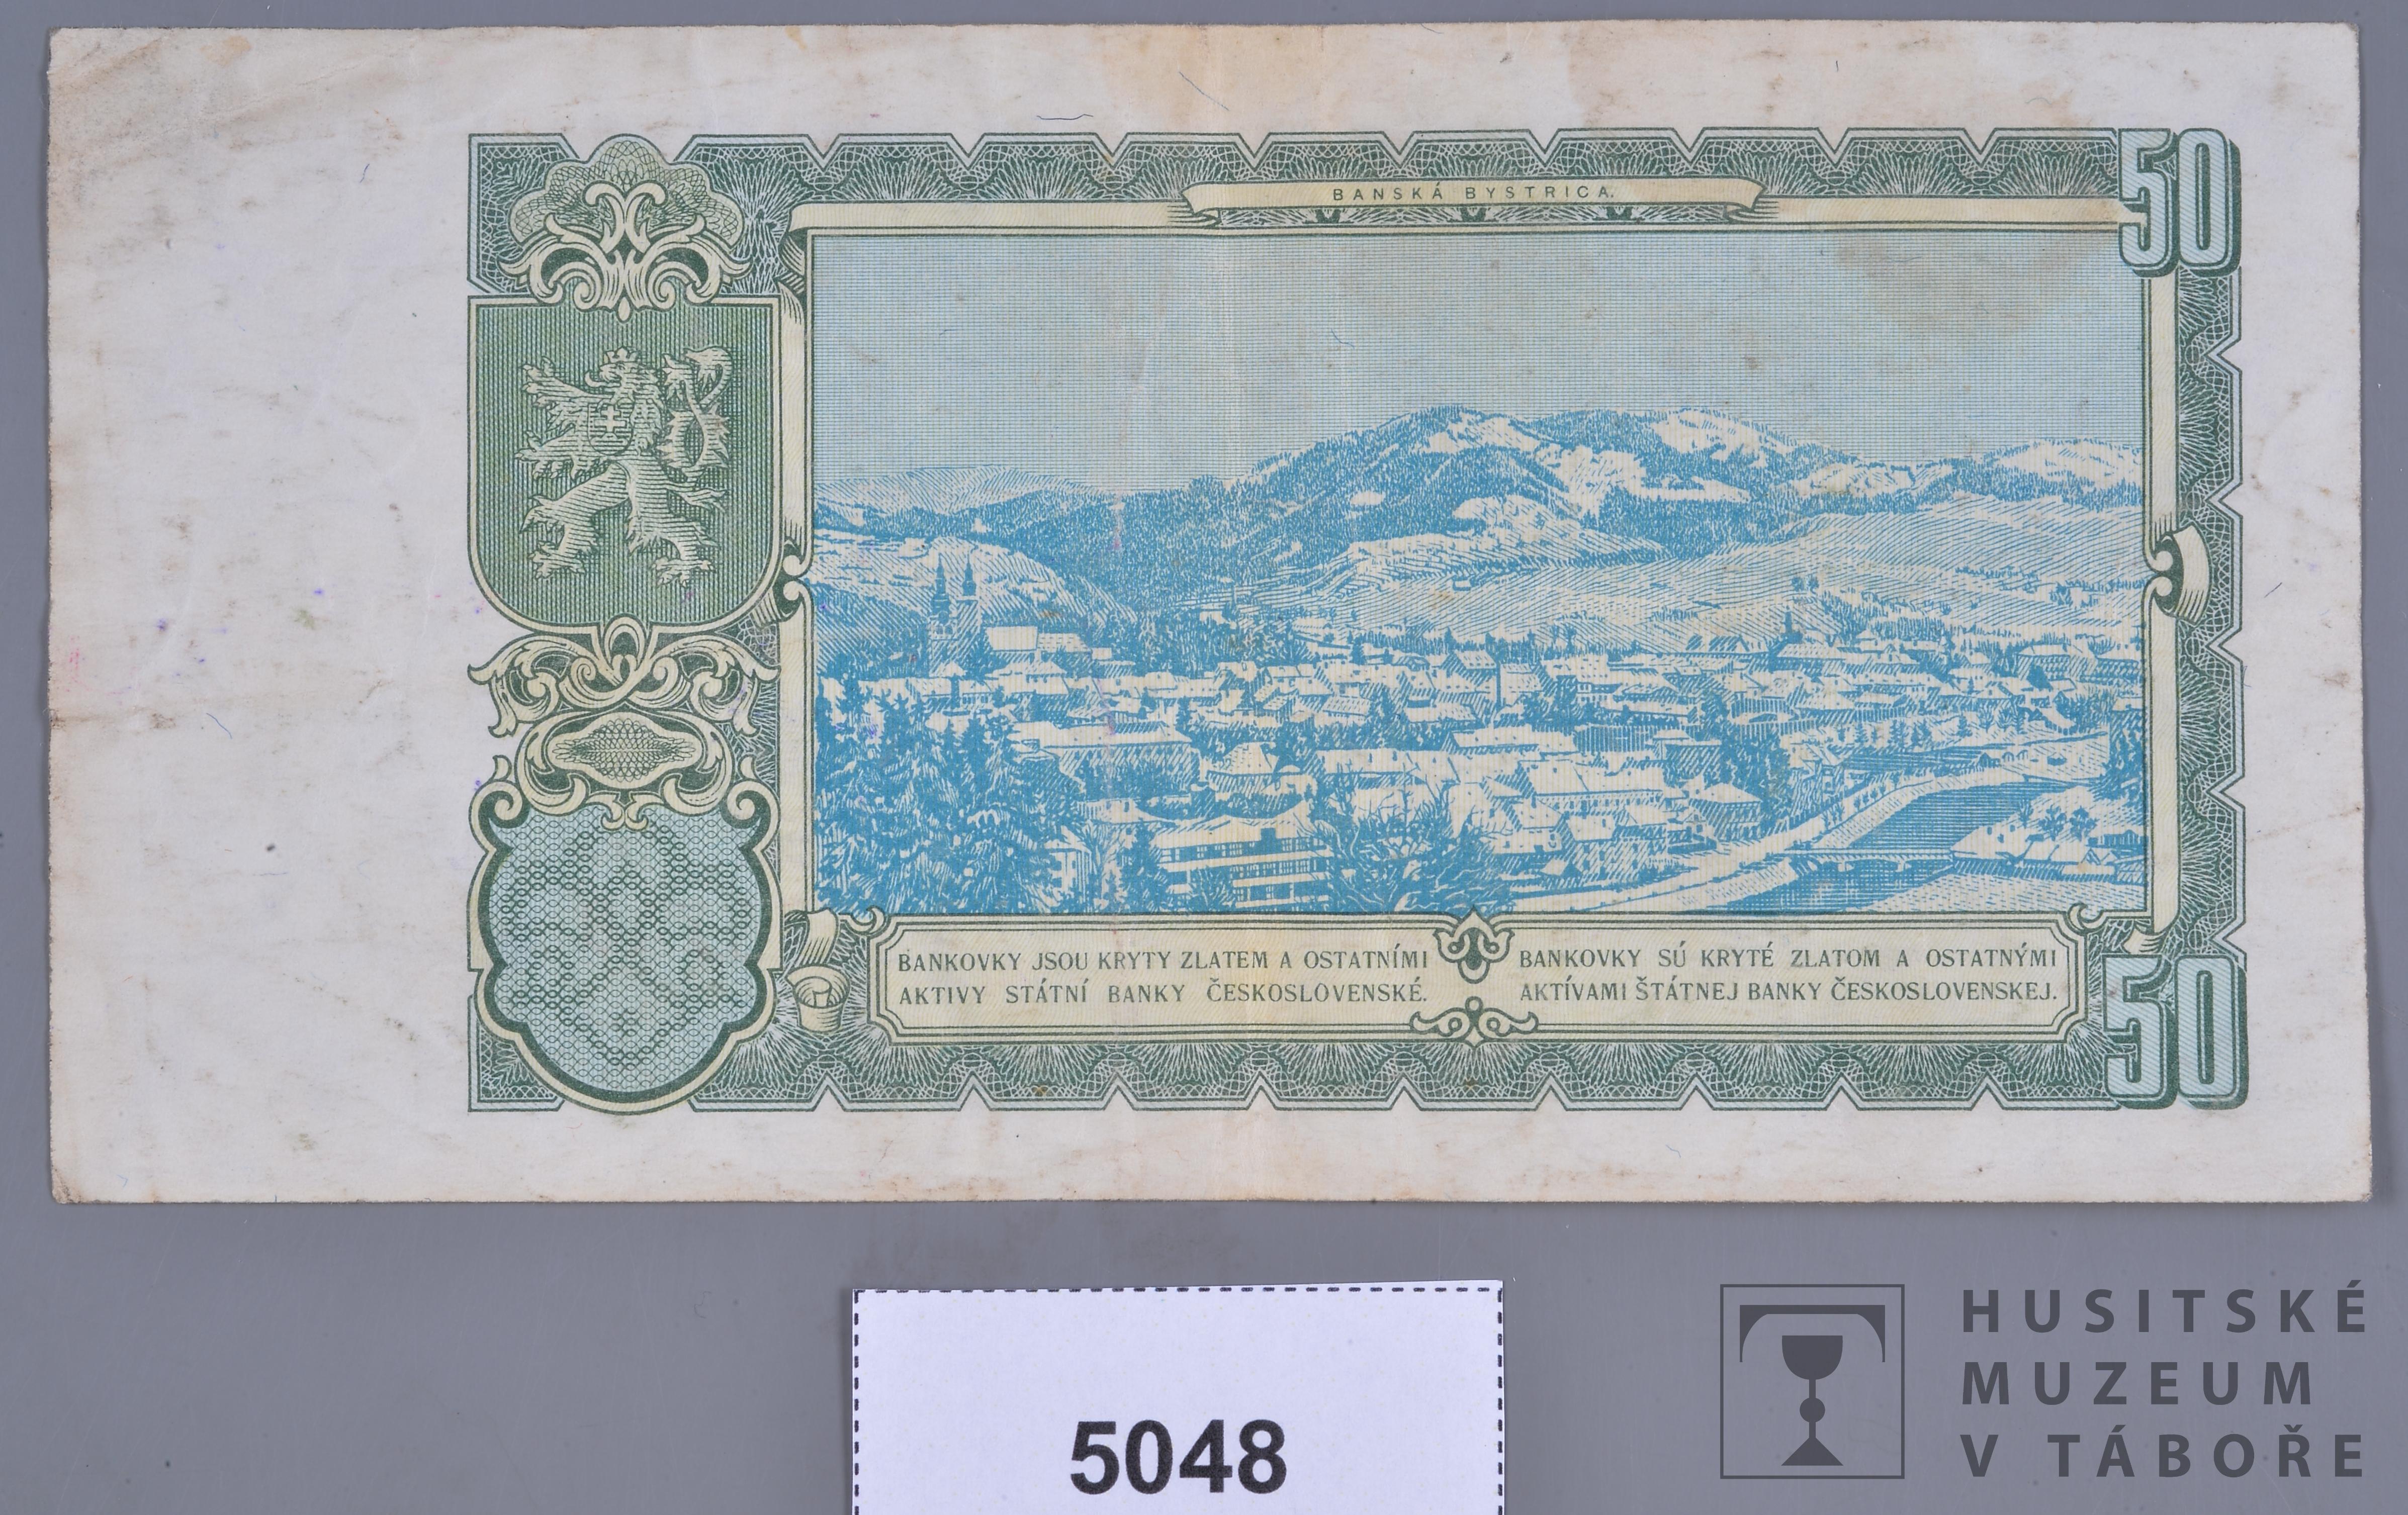 50
BANSKÁ BYSTRICA.
BANKOVKY JSOU KRYTY ZLATEM A OSTATNÍMI
AKTIVY STÁTNÍ BANKY ČESKOSLOVENSKÉ.
BANKOVKY SÚ KRYTÉ ZLATOM A OSTATNÝMI
AKTÍVAMI ŠTÁTNEJ BANKY ČESKOSLOVENSKEJ.
50
5048
HUSITSKÉ
MUZEUM
V TÁBOŘE